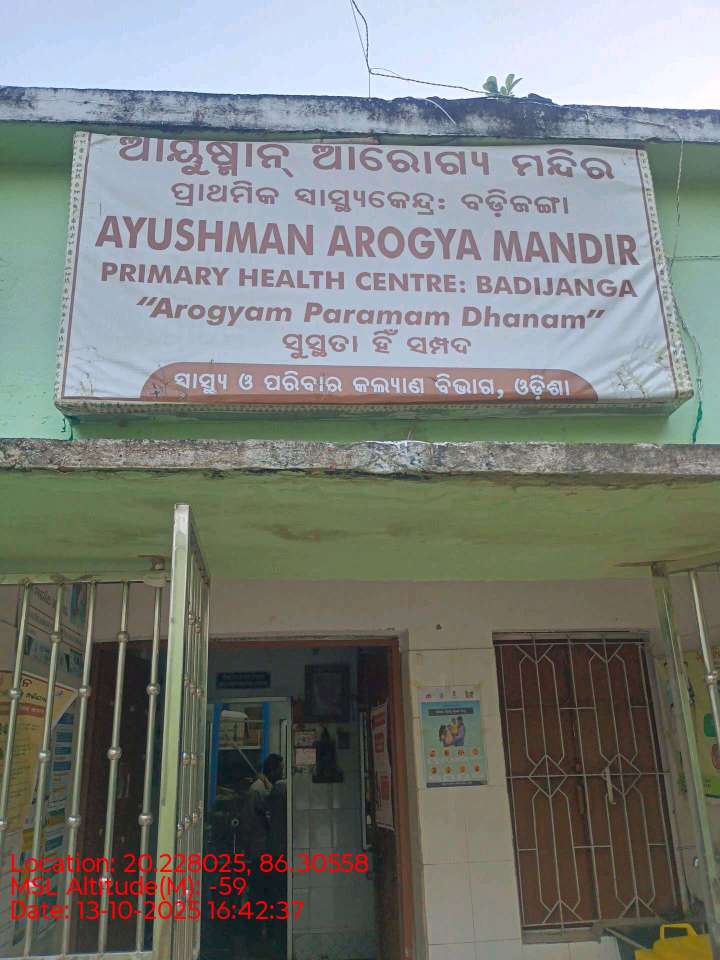 ଆୟୁଷ୍ମାନ୍ ଆରୋଗ୍ୟ ମନ୍ଦିର
ପ୍ରାଥମିକ ସ୍ୱାସ୍ଥ୍ୟକେନ୍ଦ୍ର: ବଡ଼ିଜଙ୍ଗା
AYUSHMAN AROGYA MANDIR
PRIMARY HEALTH CENTRE: BADIJANGA
"Arogyam Paramam Dhanam"
ସୁସ୍ଥତା ହିଁ ସମ୍ପଦ
ସ୍ୱାସ୍ଥ୍ୟ ଓ ପରିବାର କଲ୍ୟାଣ ବିଭାଗ, ଓଡ଼ିଶା
Location: 20.228025, 86.30558
MSL Altitude(M): -59
Date: 13-10-2025 16:42:37